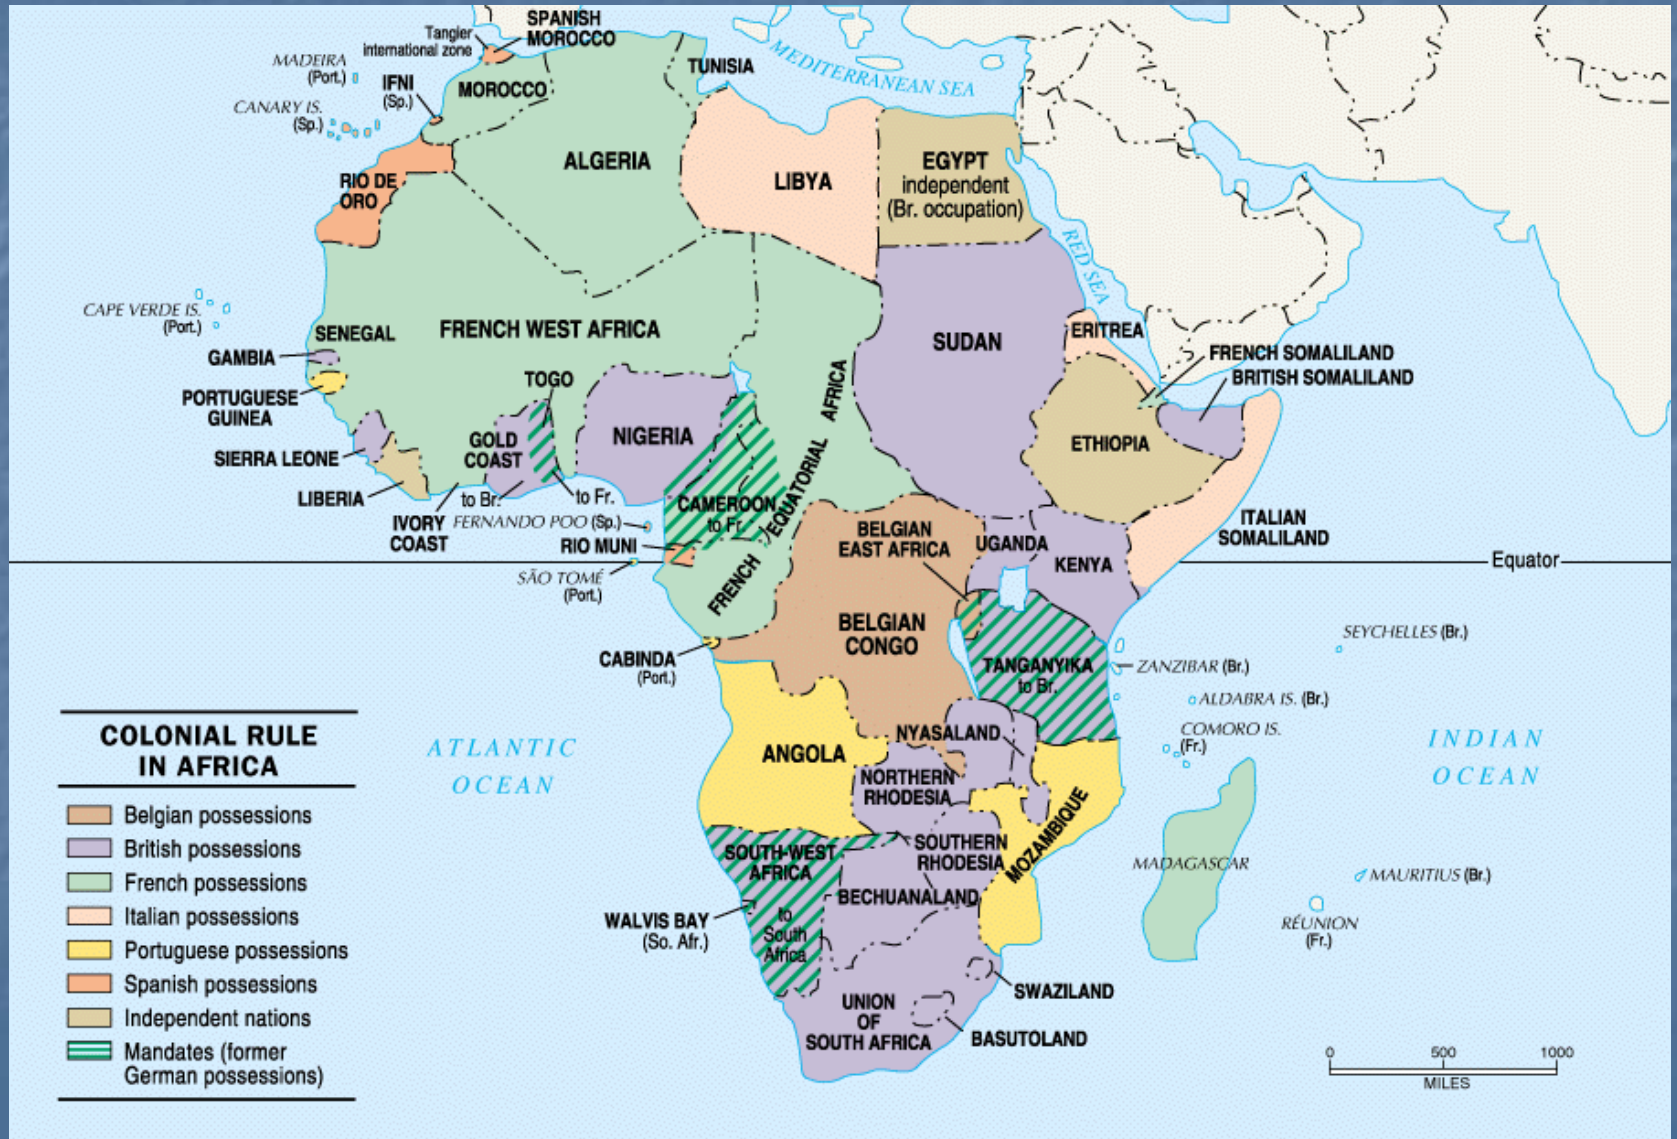 SPANISH
MOROCCO
Tangier
international zone
MADEIRA
(Port.)
IFNI
(Sp.)
CANARY IS.
(Sp.)
MOROCCO
TUNISIA
MEDITERRANEAN SEA
ALGERIA
LIBYA
EGYPT
independent
(Br. occupation)
RIO DE
ORO
RED SEA
CAPE VERDE IS.
(Port.)
SENEGAL
FRENCH WEST AFRICA
SUDAN
ERITREA
GAMBIA
FRENCH SOMALILAND
BRITISH SOMALILAND
TOGO
PORTUGUESE
GUINEA
GOLD
COAST
NIGERIA
ETHIOPIA
SIERRA LEONE
LIBERIA
to Br.
to Fr.
CAMEROON
to Fr.
FRENCH EQUATORIAL AFRICA
IVORY
COAST
FERNANDO POO (Sp.)
RIO MUNI
BELGIAN
EAST AFRICA
UGANDA
KENYA
ITALIAN
SOMALILAND
Equator
SÃO TOMÉ
(Port.)
BELGIAN
CONGO
SEYCHELLES (Br.)
CABINDA
(Port.)
TANGANYIKA
to Br.
ZANZIBAR (Br.)
ALDABRA IS. (Br.)
COMORO IS.
(Fr.)
ATLANTIC
OCEAN
INDIAN
OCEAN
ANGOLA
NYASALAND
NORTHERN
RHODESIA
MOZAMBIQUE
SOUTHERN
RHODESIA
SOUTH-WEST
AFRICA
to
South
Africa
BECHUANALAND
MADAGASCAR
MAURITIUS (Br.)
RÉUNION
(Fr.)
WALVIS BAY
(So. Afr.)
UNION
OF
SOUTH AFRICA
SWAZILAND
BASUTOLAND
COLONIAL RULE
IN AFRICA
Belgian possessions
British possessions
French possessions
Italian possessions
Portuguese possessions
Spanish possessions
Independent nations
Mandates (former
German possessions)
0 500 1000
MILES